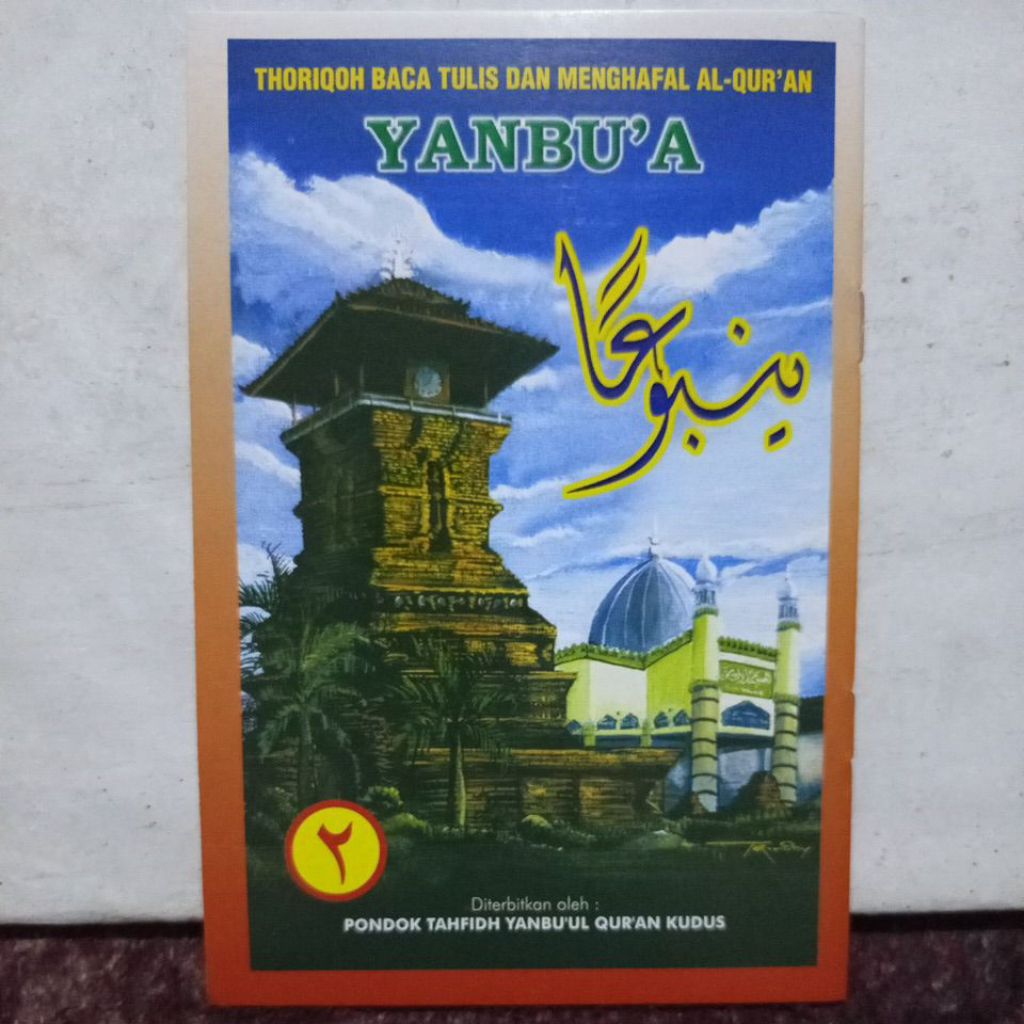 THORIQOH BACA TULIS DAN MENGHAFAL AL-QUR'AN
YANBU'A
ينبوعًا
٢
Diterbitkan oleh :
PONDOK TAHFIDH YANBU'UL QUR'AN KUDUS